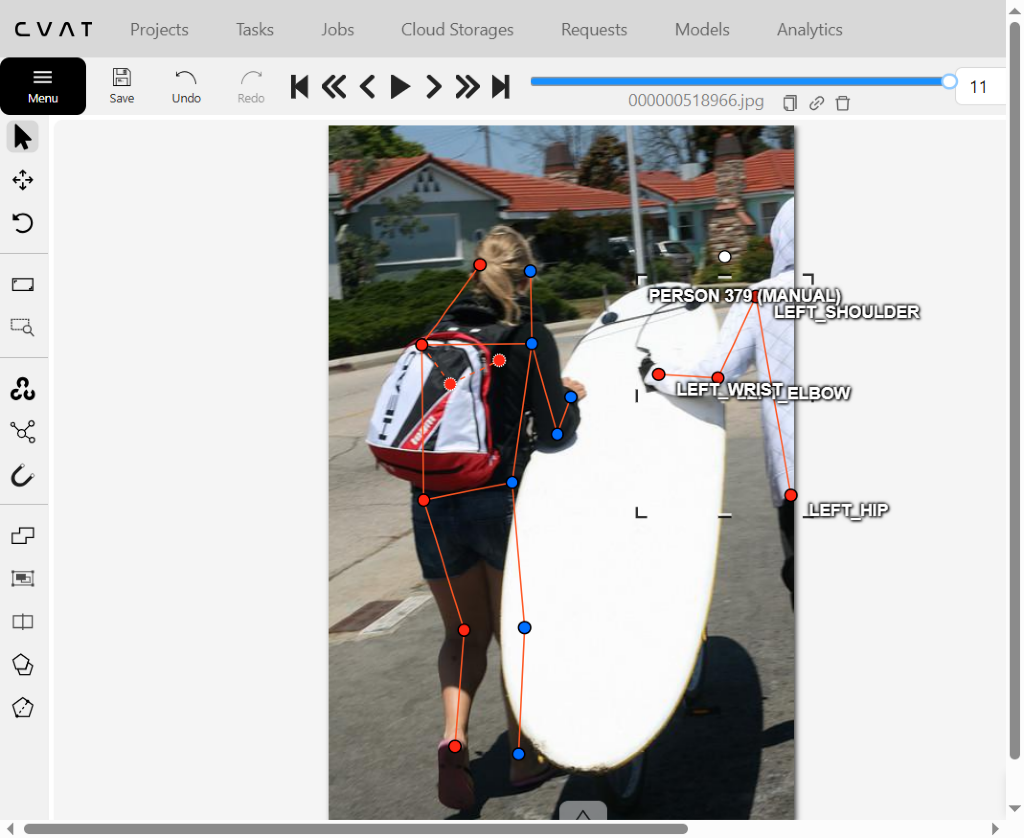 CVAT
Projects
Tasks
Jobs
Cloud Storages
Requests
Models
Analytics
Menu
Save
Undo
Redo
000000518966.jpg
11
PERSON 379 (MANUAL)
LEFT_SHOULDER
LEFT_WRIST
ELBOW
LEFT_HIP